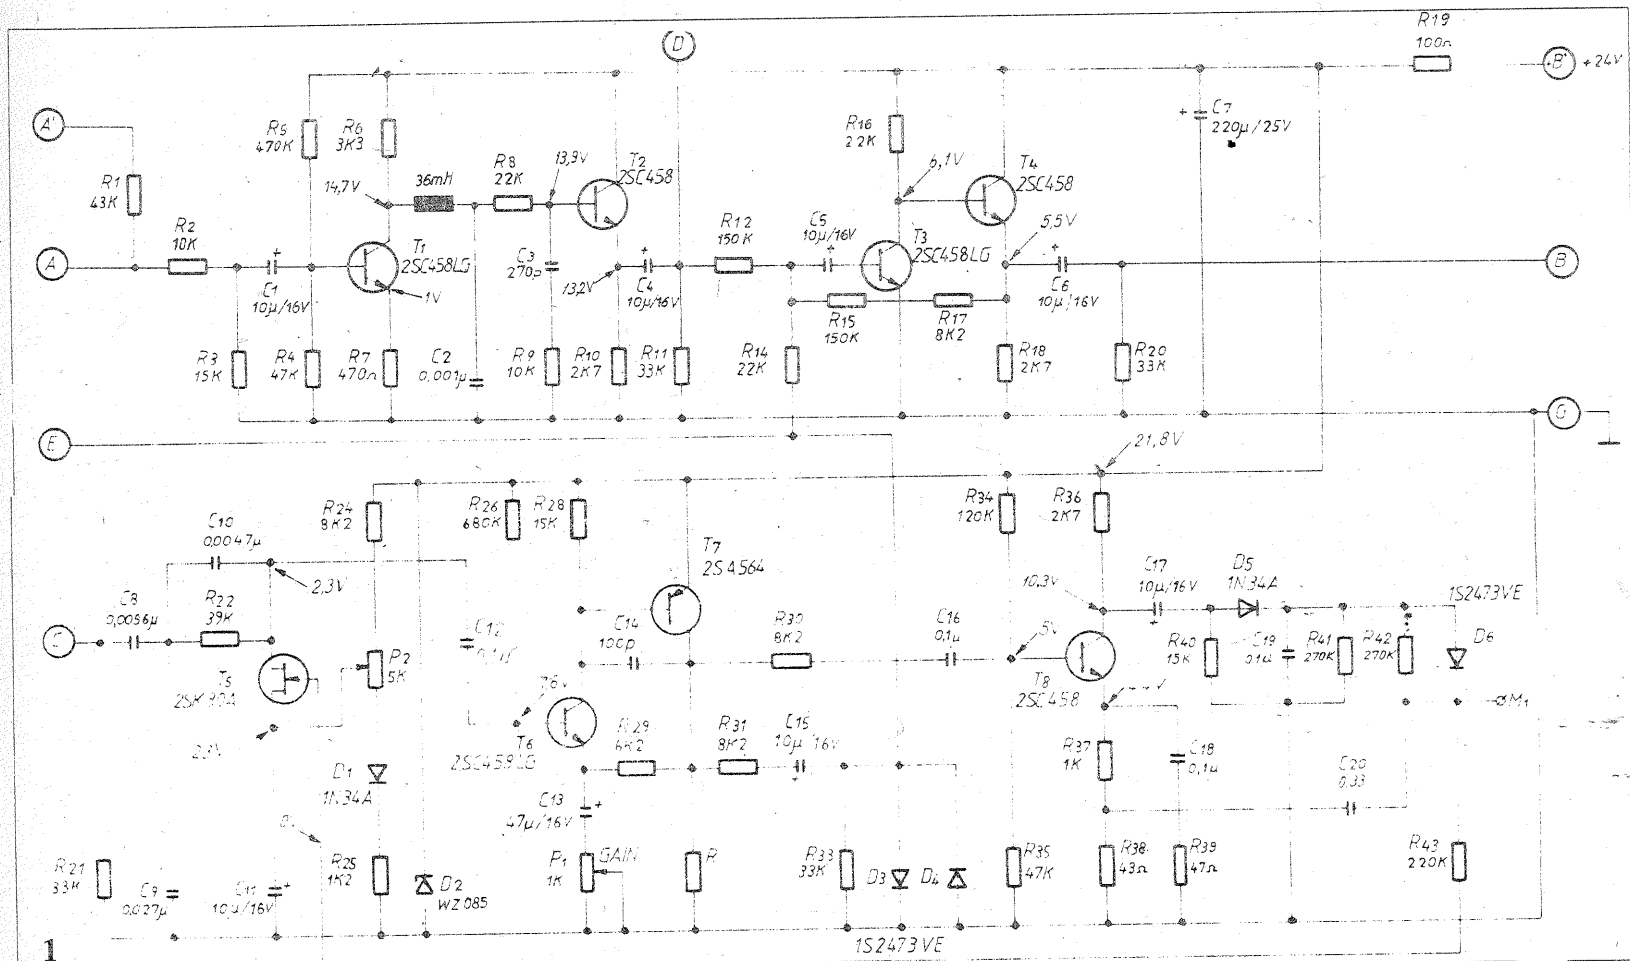 D
R19
100Ω
+B'
+24V
A'
R5
470K
R6
3K3
R16
22K
C7
+
220µ/25V
R1
43K
14,7V
36mH
R8
22K
13,9V
T2
2SC458
6,1V
T4
2SC458
5,5V
R2
10K
A
C1
10µ/16V
T1
2SC458LG
1V
C3
270p
13,2V
C4
10µ/16V
R12
150K
C5
10µ/16V
T3
2SC458LG
C6
10µ/16V
B
R15
150K
R17
8K2
R3
15K
R4
47K
R7
470Ω
C2
0,001µ
R9
10K
R10
2K7
R11
33K
R14
22K
R18
2K7
R20
33K
G
E
21,8V
R24
8K2
R26
680K
R28
15K
R34
120K
R36
2K7
C10
0,0047µ
2,3V
T7
2SA564
C8
0,0056µ
R22
39K
C12
C14
100p
R30
8K2
C16
0,1µ
5V
10,3V
C17
10µ/16V
D5
1N34A
1S2473VE
R40
15K
C19
0,1µ
R41
270K
R42
270K
D6
M1
T5
P2
5K
T6
2SC458LG
R29
R31
8K2
C15
10µ/16V
T8
2SC458
R37
1K
C18
0,1µ
C20
0,33
D1
1N34A
C13
47µ/16V
R21
33K
C9
0,027µ
C11
10µ/16V
R25
1K2
D2
WZ085
P1
1K
GAIN
R
R33
33K
D3
D4
R35
47K
R38
43Ω
R39
47Ω
R43
220K
1S2473VE
1